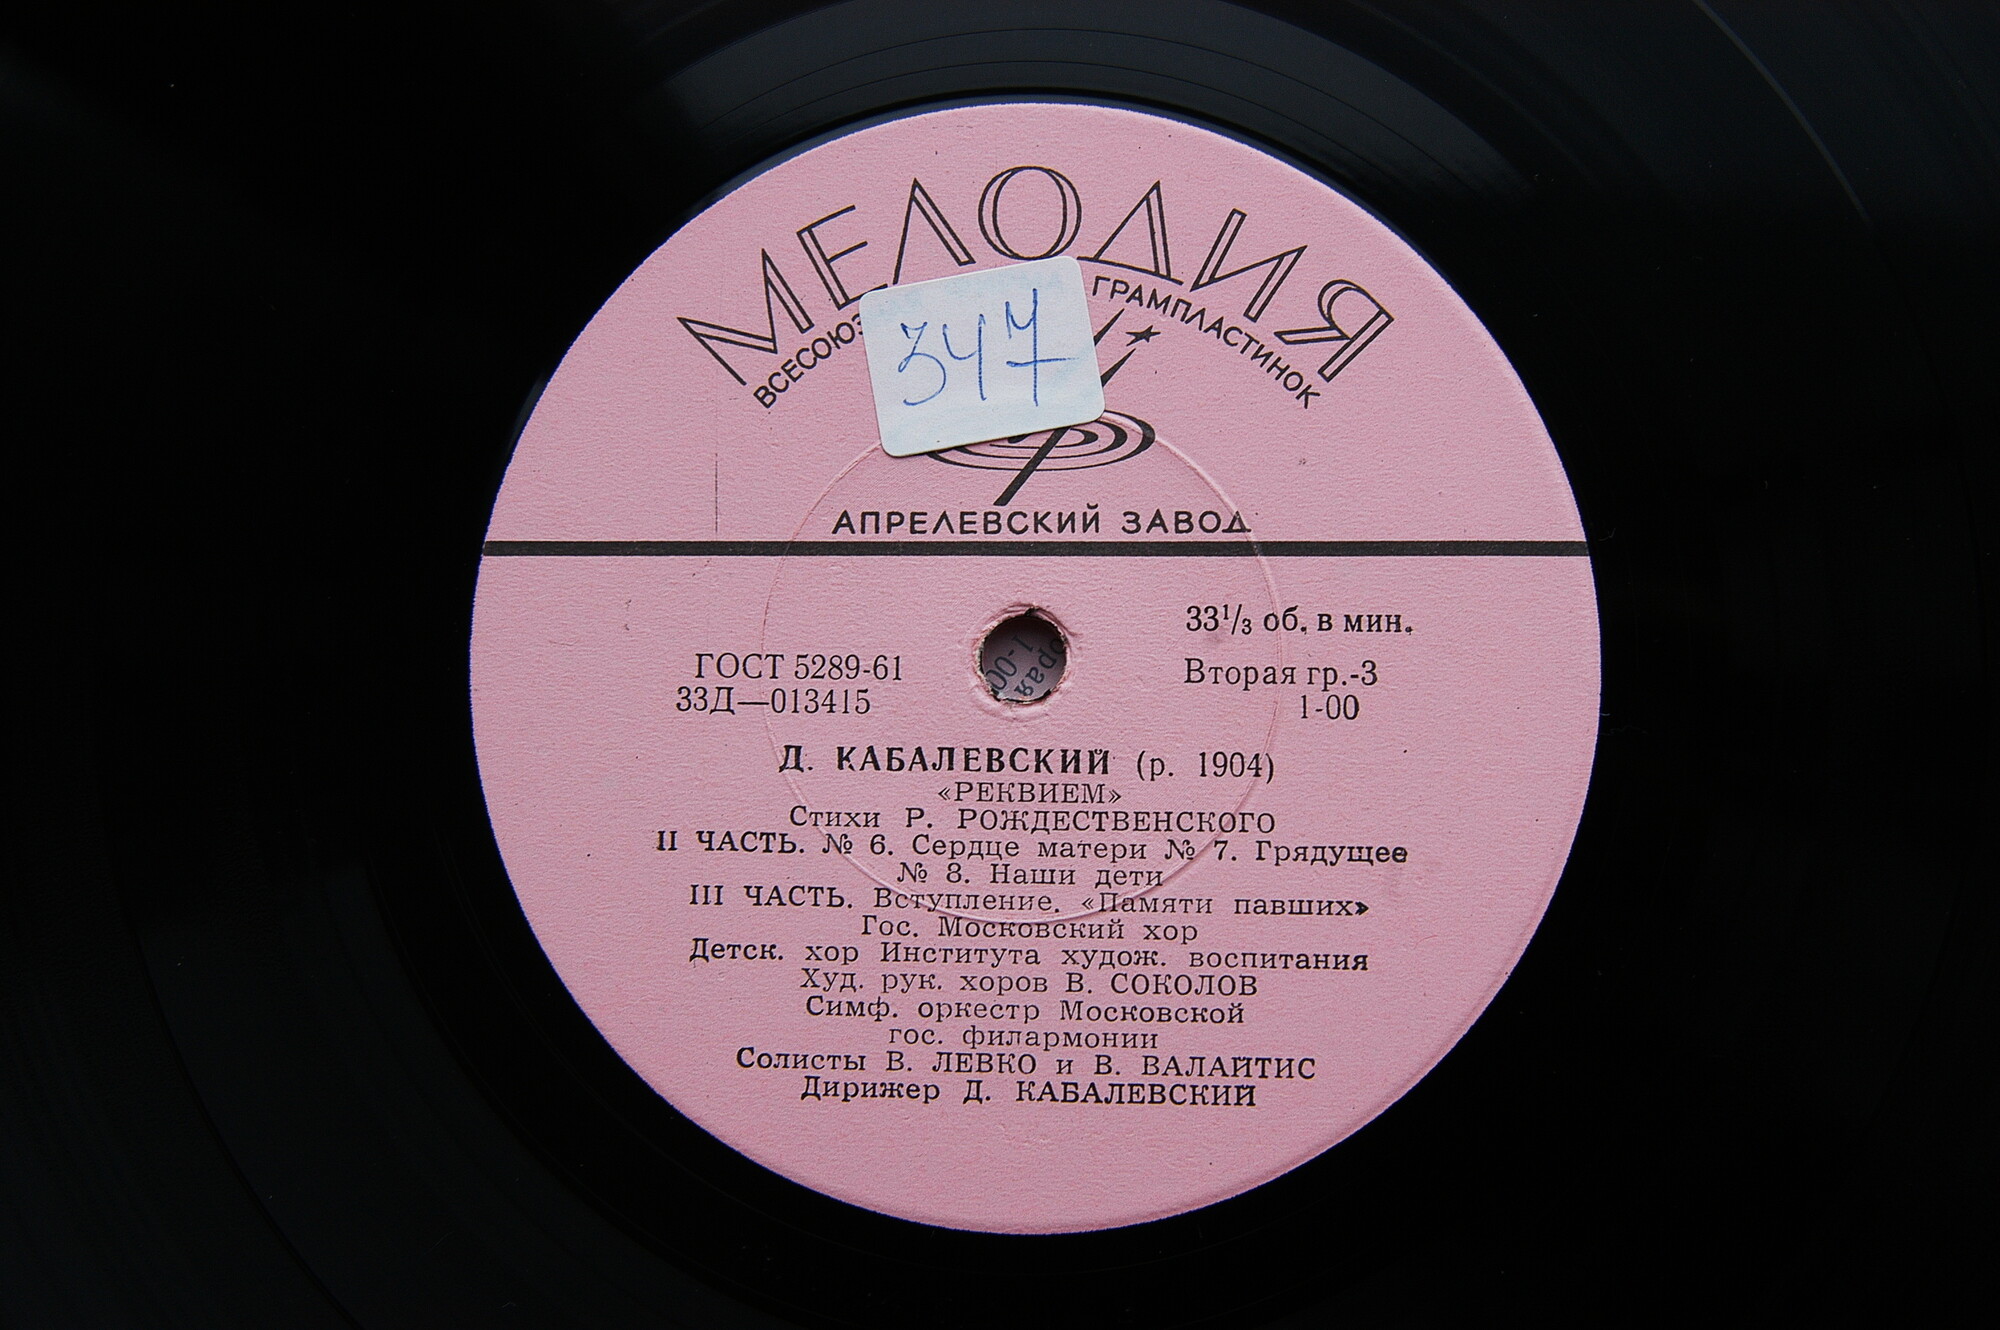 МЕЛОДИЯ
ГРАМПЛАСТИНОК
347
АПРЕЛЕВСКИЙ ЗАВОД
33¹/₃ об. в мин.
ГОСТ 5289-61
Вторая гр.-3
33Д—013415
1-00
Д. КАБАЛЕВСКИЙ (р. 1904)
«РЕКВИЕМ»
Стихи Р. РОЖДЕСТВЕНСКОГО
II ЧАСТЬ. № 6. Сердце матери № 7. Грядущее
№ 8. Наши дети
III ЧАСТЬ. Вступление. «Памяти павших»
Гос. Московский хор
Детск. хор Института худож. воспитания
Худ. рук. хоров В. СОКОЛОВ
Симф. оркестр Московской
гос. филармонии
Солисты В. ЛЕВКО и В. ВАЛАЙТИС
Дирижер Д. КАБАЛЕВСКИЙ